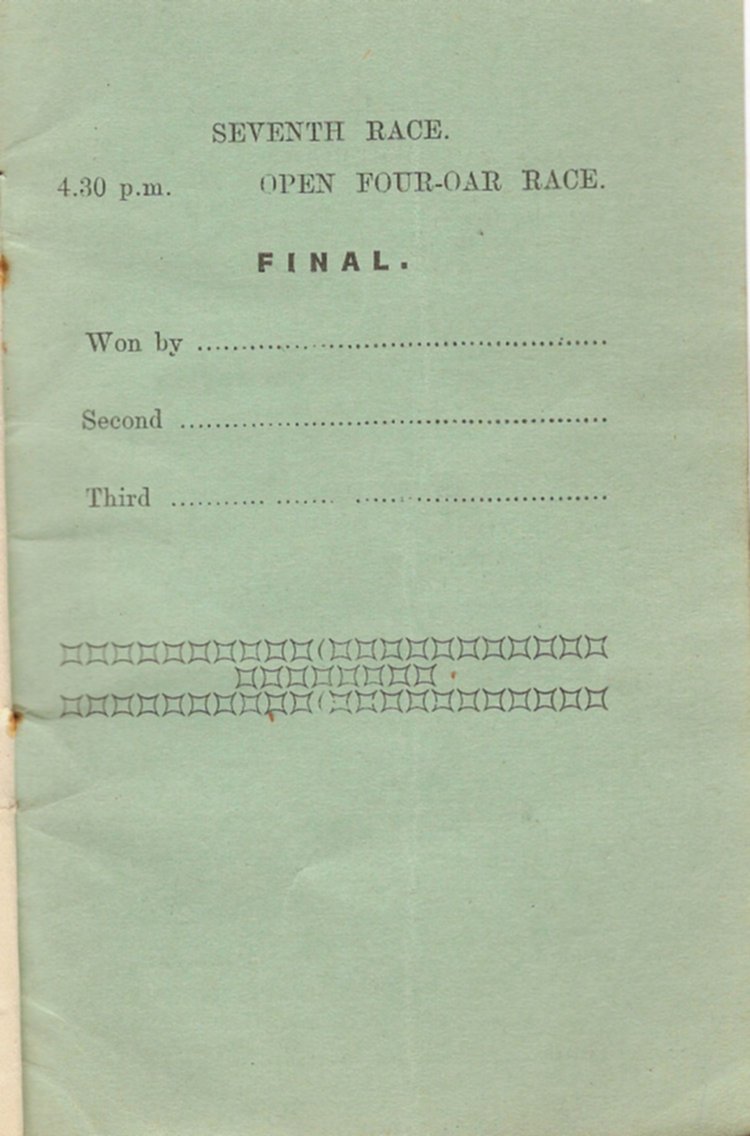 SEVENTH RACE.
4.30 p.m. OPEN FOUR-OAR RACE.
FINAL.
Won by ................................................
Second ................................................
Third ................................................